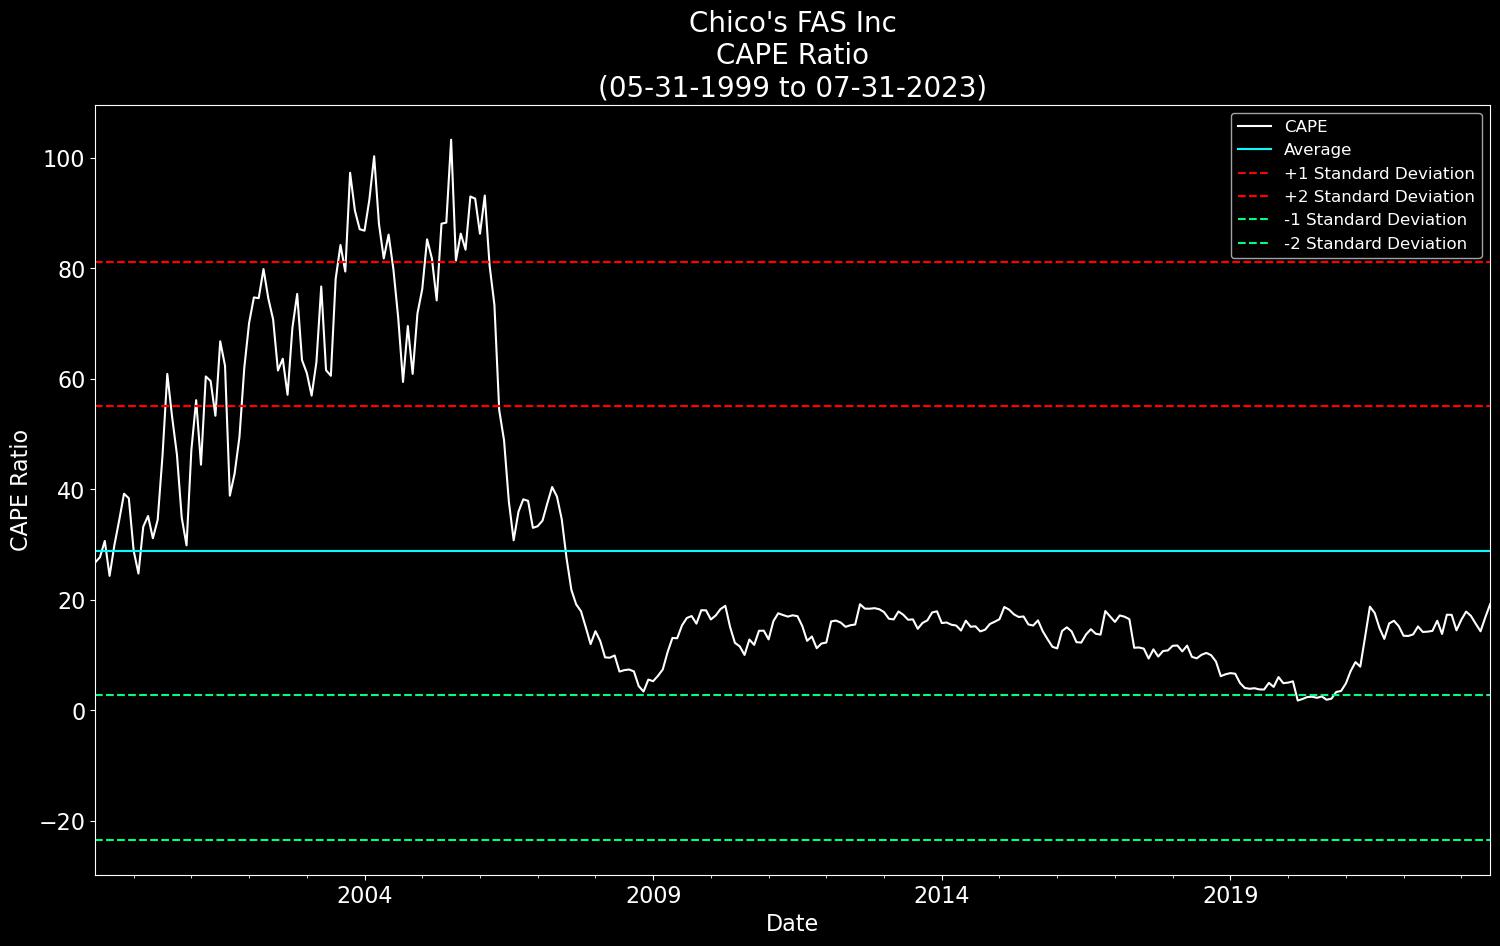 Chico's FAS Inc
CAPE Ratio
(05-31-1999 to 07-31-2023)
CAPE
Average
+1 Standard Deviation
+2 Standard Deviation
-1 Standard Deviation
-2 Standard Deviation
CAPE Ratio
100
80
60
40
20
0
−20
2004
2009
2014
2019
Date